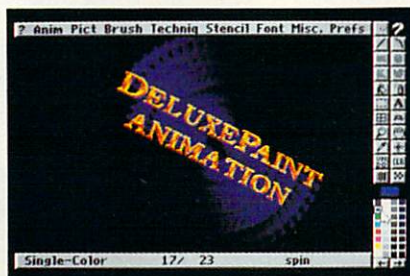 ? Anim Pict Brush Techniq Stencil Font Misc. Prefs ?
DELUXEPAINT
ANIMATION
Single-Color 17/ 23 spin